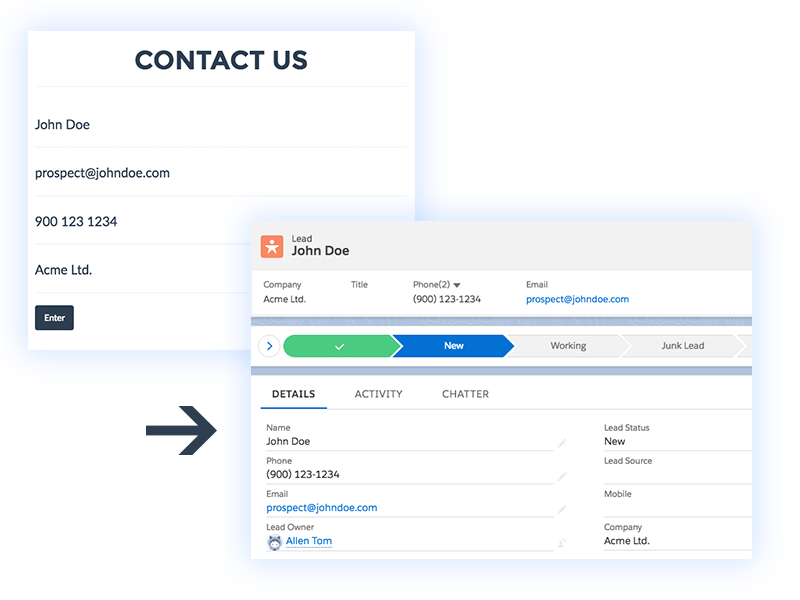 CONTACT US
John Doe
prospect@johndoe.com
900 123 1234
Acme Ltd.
Enter
Lead
John Doe
Company Title Phone(2) Email
Acme Ltd. (900) 123-1234 prospect@johndoe.com
New Working Junk Lead
DETAILS ACTIVITY CHATTER
Name Lead Status
John Doe New
Phone Lead Source
(900) 123-1234
Email Mobile
prospect@johndoe.com
Lead Owner Company
Allen Tom Acme Ltd.